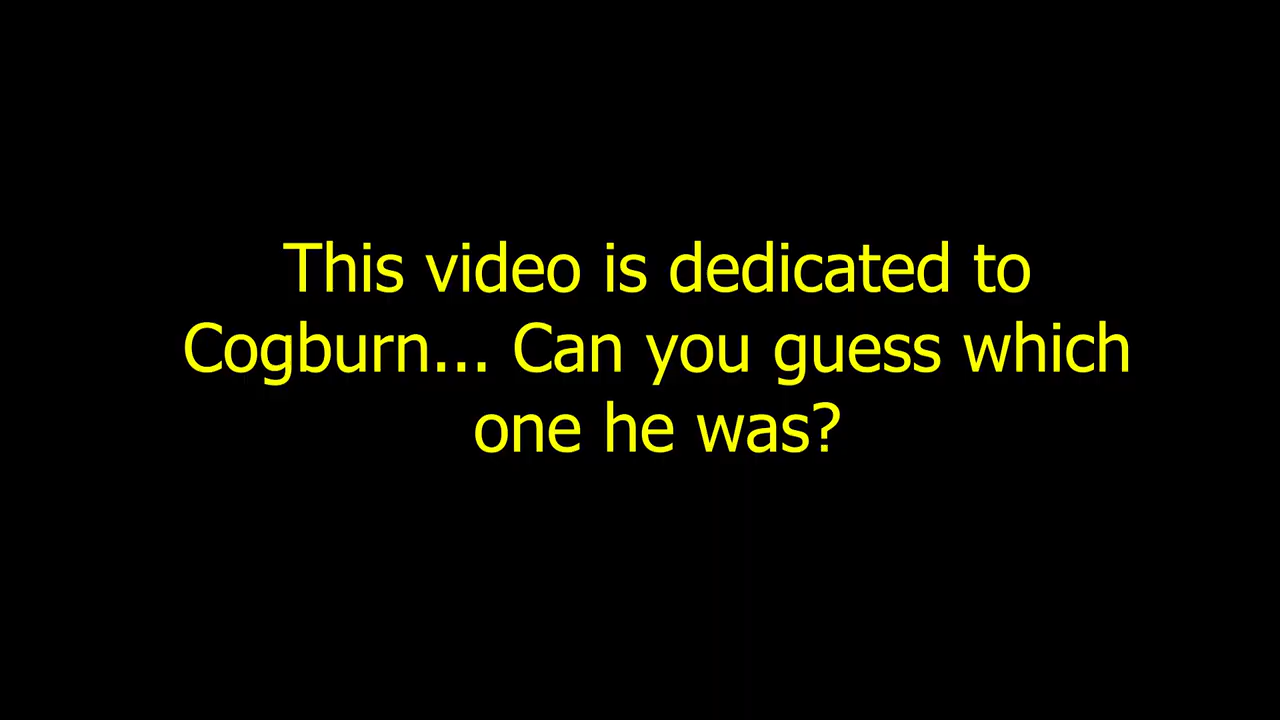 This video is dedicated to
Cogburn... Can you guess which
one he was?